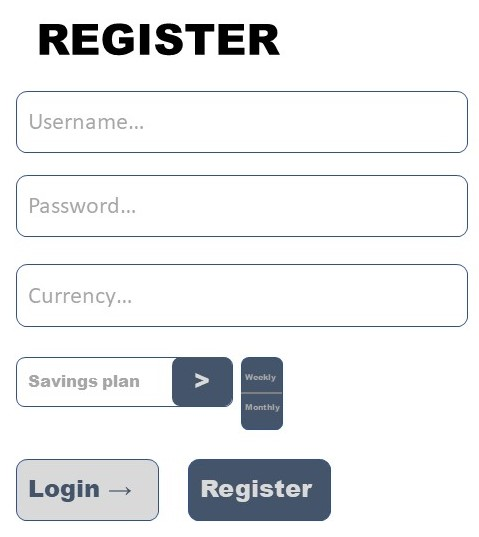 REGISTER
Username...
Password...
Currency...
Savings plan >
Weekly
Monthly
Login →
Register